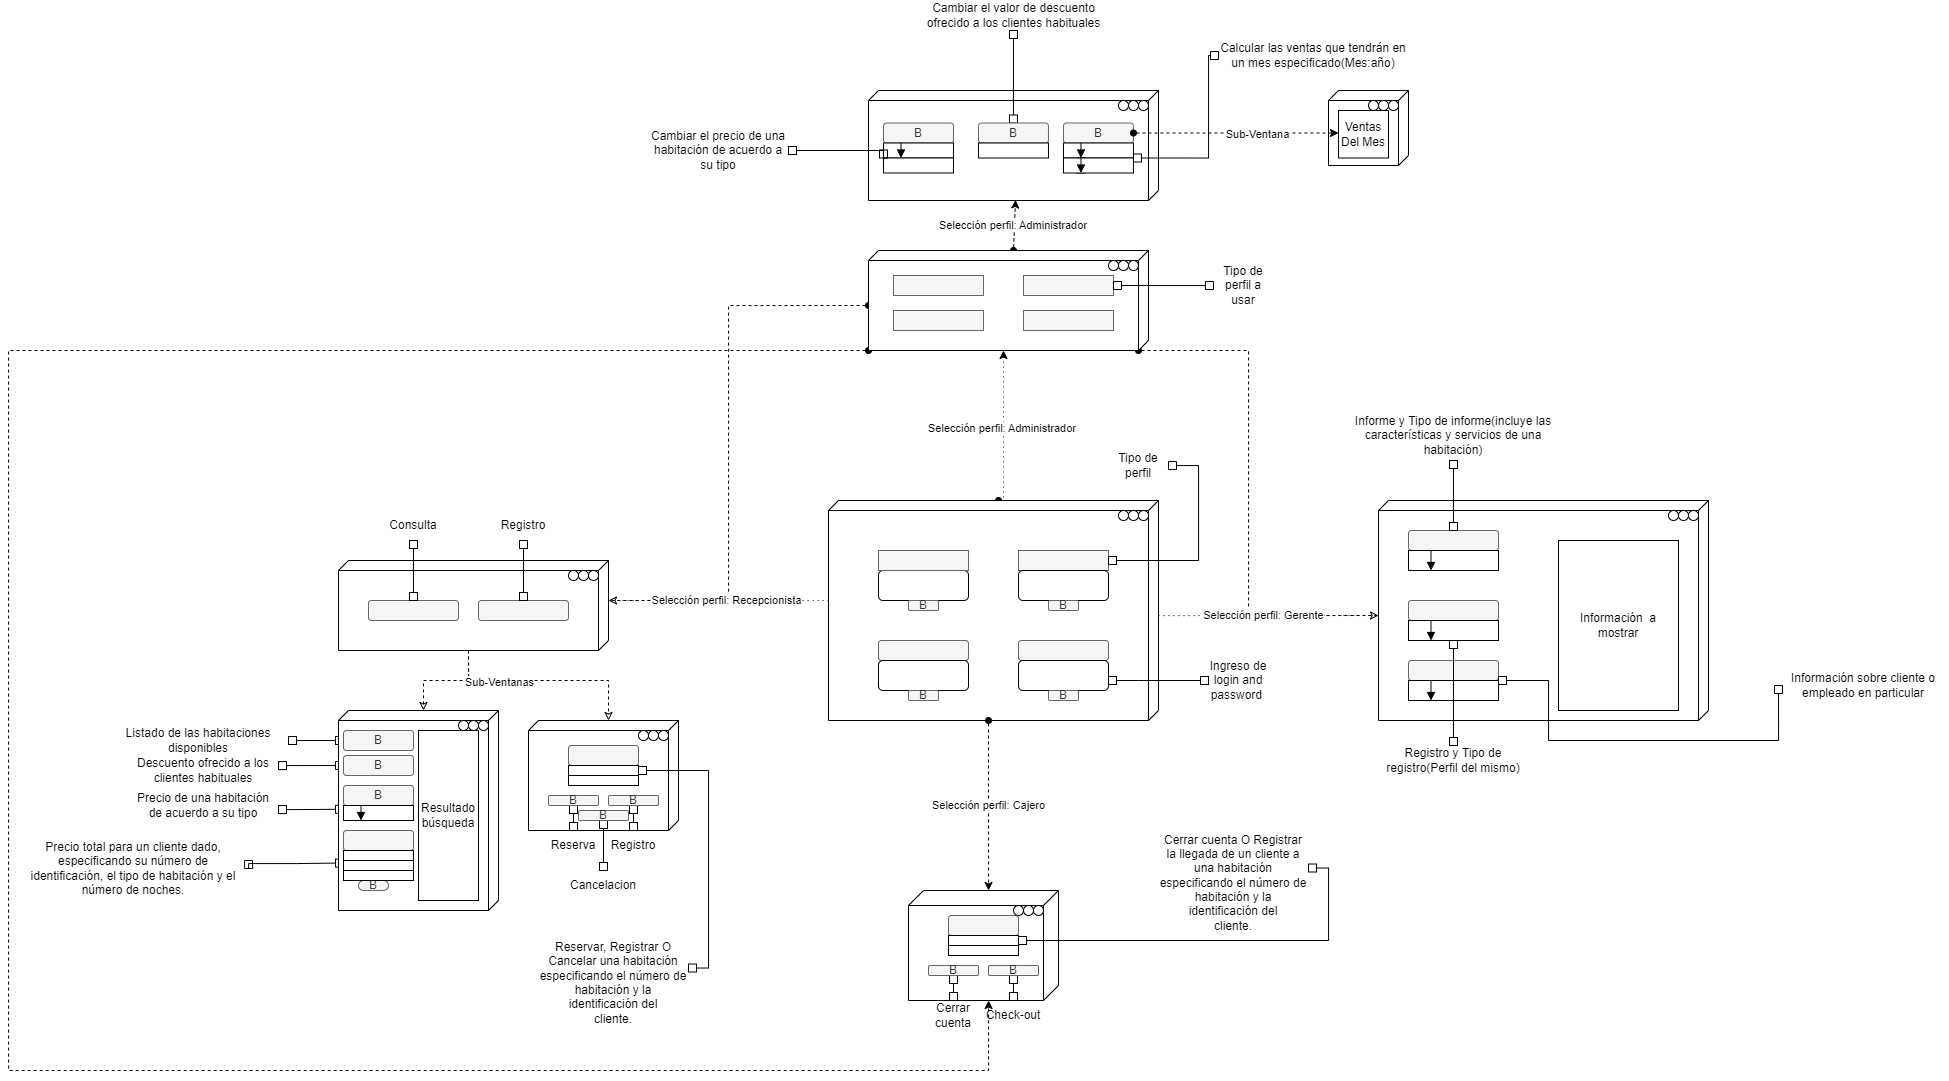 Cambiar el valor de descuento
ofrecido a los clientes habituales
Calcular las ventas que tendrán en
un mes especificado(Mes:año)
Cambiar el precio de una
habitación de acuerdo a
su tipo
B
B
B
Sub-Ventana
Ventas
Del Mes
Selección perfil: Administrador
Tipo de
perfil a
usar
Selección perfil: Administrador
Tipo de
perfil
Informe y Tipo de informe(incluye las
características y servicios de una
habitación)
Consulta
Registro
Selección perfil: Recepcionista
B
B
B
B
Selección perfil: Gerente
Información a
mostrar
Ingreso de
login and
password
Información sobre cliente o
empleado en particular
Registro y Tipo de
registro(Perfil del mismo)
Sub-Ventanas
Listado de las habitaciones
disponibles
Descuento ofrecido a los
clientes habituales
Precio de una habitación
de acuerdo a su tipo
Precio total para un cliente dado,
especificando su número de
identificación, el tipo de habitación y el
número de noches.
B
B
B
B
Resultado
búsqueda
B
B
B
Reserva
Registro
Cancelacion
Reservar, Registrar O
Cancelar una habitación
especificando el número de
habitación y la
identificación del
cliente.
Selección perfil: Cajero
Cerrar cuenta O Registrar
la llegada de un cliente a
una habitación
especificando el número de
habitación y la
identificación del
cliente.
B
B
Cerrar
cuenta
Check-out